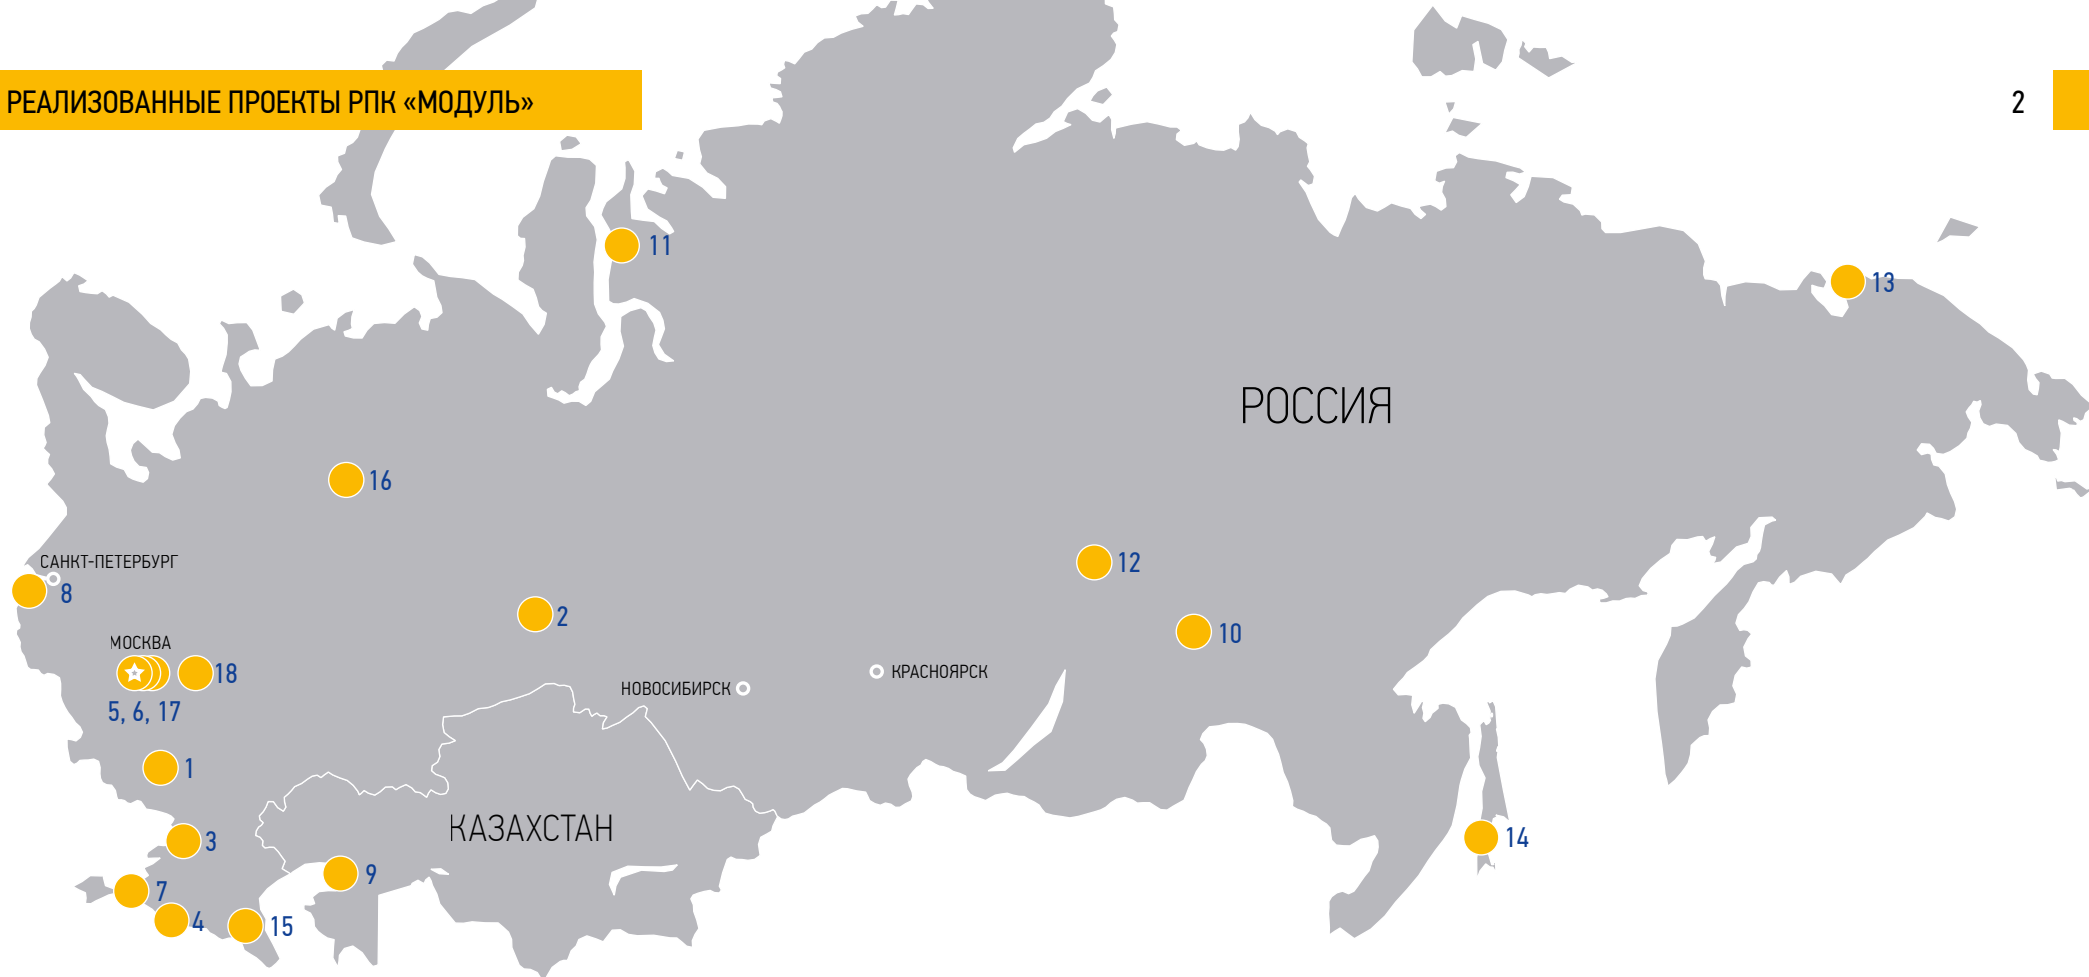 РЕАЛИЗОВАННЫЕ ПРОЕКТЫ РПК «МОДУЛЬ»
2
11
13
РОССИЯ
16
САНКТ-ПЕТЕРБУРГ
8
12
2
10
МОСКВА
18
КРАСНОЯРСК
НОВОСИБИРСК
5, 6, 17
1
КАЗАХСТАН
3
14
9
7
4
15